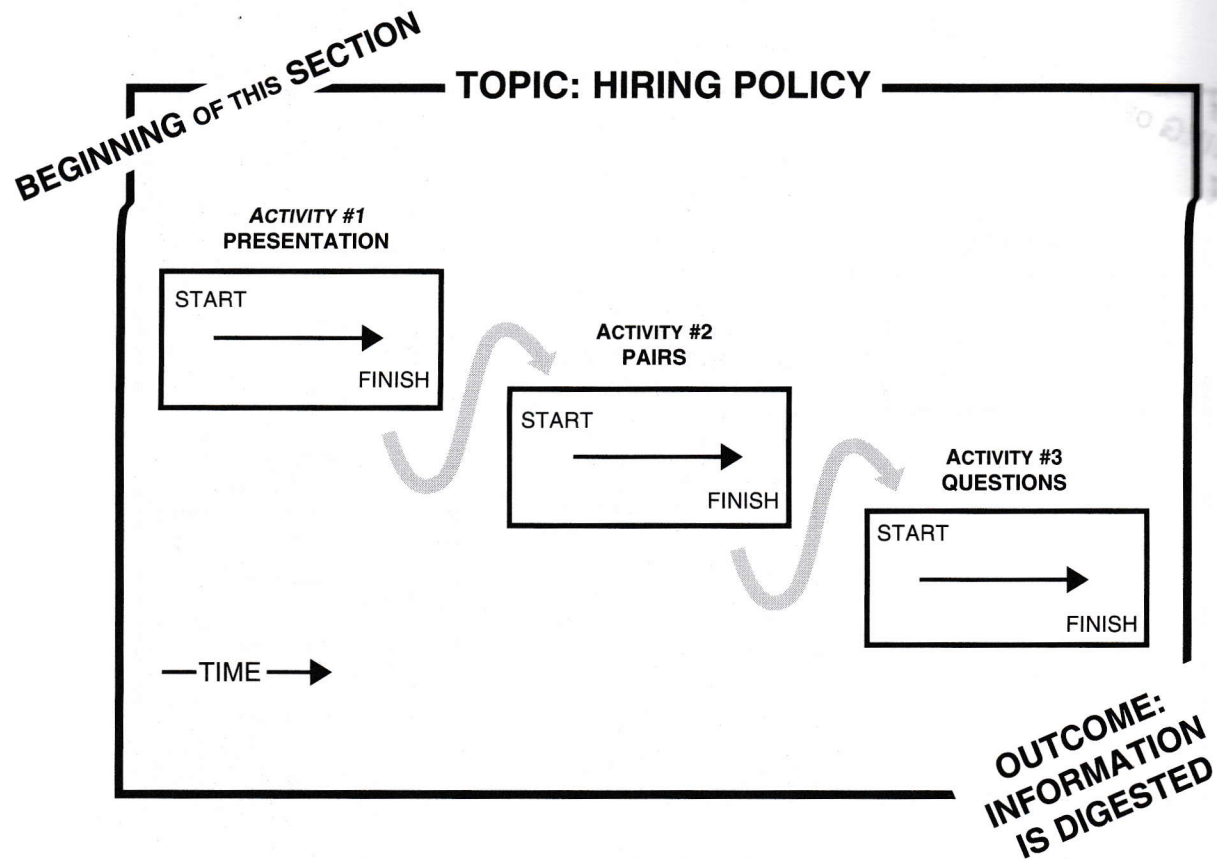 BEGINNING OF THIS SECTION
TOPIC: HIRING POLICY
ACTIVITY #1
PRESENTATION
START
FINISH
ACTIVITY #2
PAIRS
START
FINISH
ACTIVITY #3
QUESTIONS
START
FINISH
TIME
OUTCOME:
INFORMATION
IS DIGESTED